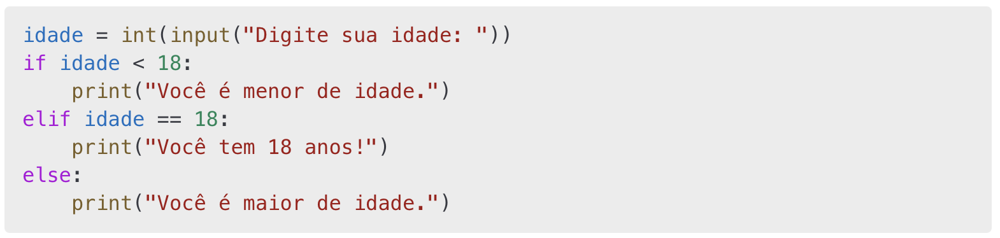 idade = int(input("Digite sua idade: "))
if idade < 18:
    print("Você é menor de idade.")
elif idade == 18:
    print("Você tem 18 anos!")
else:
    print("Você é maior de idade.")